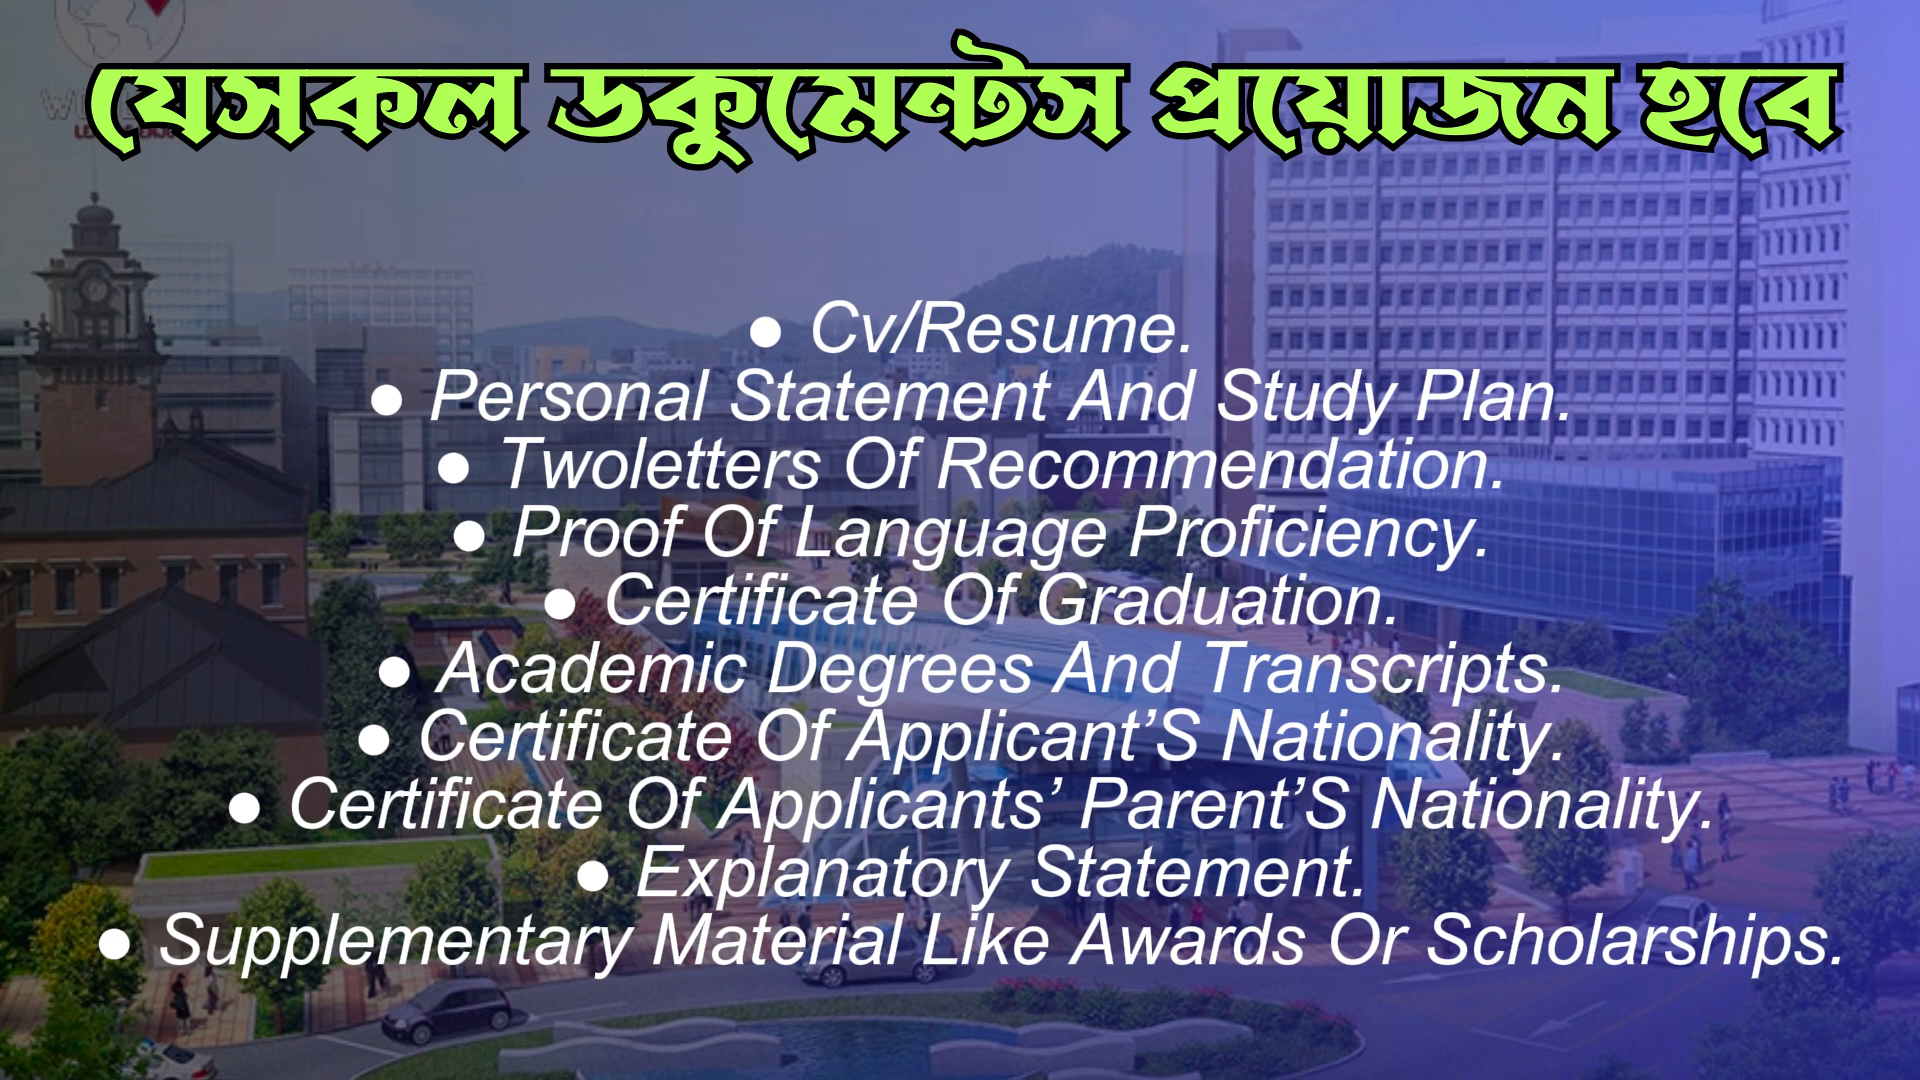 যেসকল ডকুমেন্টস প্রয়োজন হবে
● Cv/Resume.
● Personal Statement And Study Plan.
● Twoletters Of Recommendation.
● Proof Of Language Proficiency.
● Certificate Of Graduation.
● Academic Degrees And Transcripts.
● Certificate Of Applicant’S Nationality.
● Certificate Of Applicants’ Parent’S Nationality.
● Explanatory Statement.
● Supplementary Material Like Awards Or Scholarships.